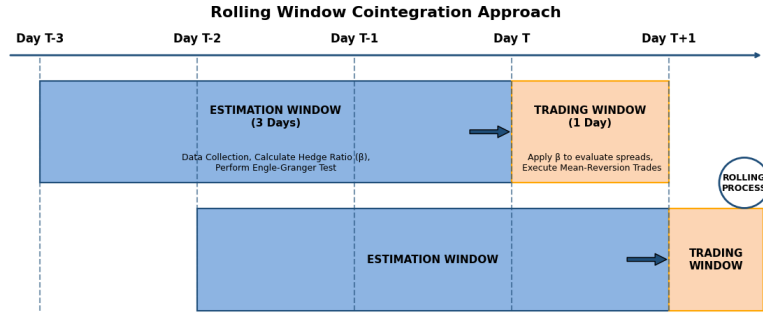 Rolling Window Cointegration Approach
Day T-3 Day T-2 Day T-1 Day T Day T+1
ESTIMATION WINDOW
(3 Days)
Data Collection, Calculate Hedge Ratio (β),
Perform Engle-Granger Test
TRADING WINDOW
(1 Day)
Apply β to evaluate spreads,
Execute Mean-Reversion Trades
ROLLING
PROCESS
ESTIMATION WINDOW
TRADING
WINDOW